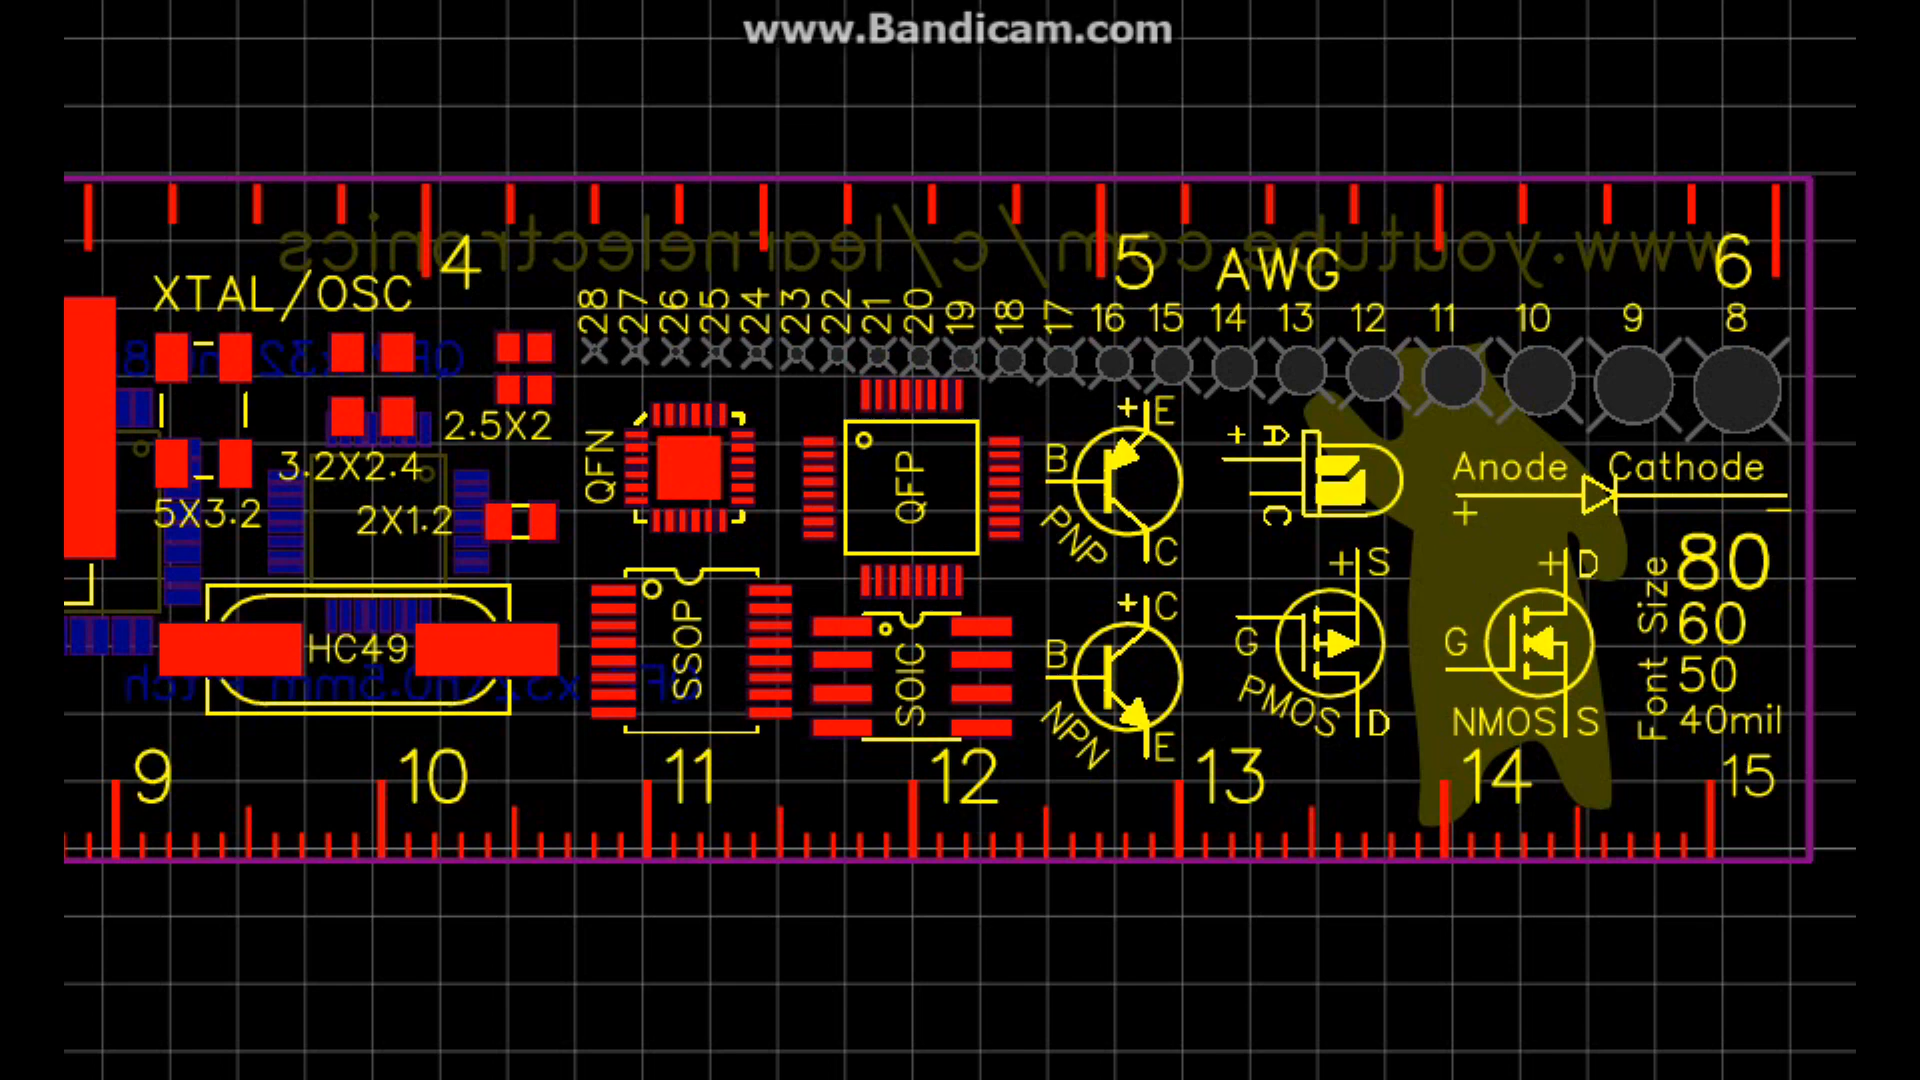 www.Bandicam.com
www.youtube.com/c/learnelectronics
4
5
6
XTAL/OSC
AWG
28 27 26 25 24 23 22 21 20 19 18 17 16 15 14 13 12 11 10 9 8
5X3.2
3.2X2.4
2.5X2
2X1.2
HC49
QFN
QFP
SSOP
SOIC
+ E
B
PNP
C
+ A
C
Anode Cathode
+ -
+ C
B
NPN
E
+ S
G
PMOS
D
+ D
G
NMOS S
Font Size
80
60
50
40mil
9 10 11 12 13 14 15